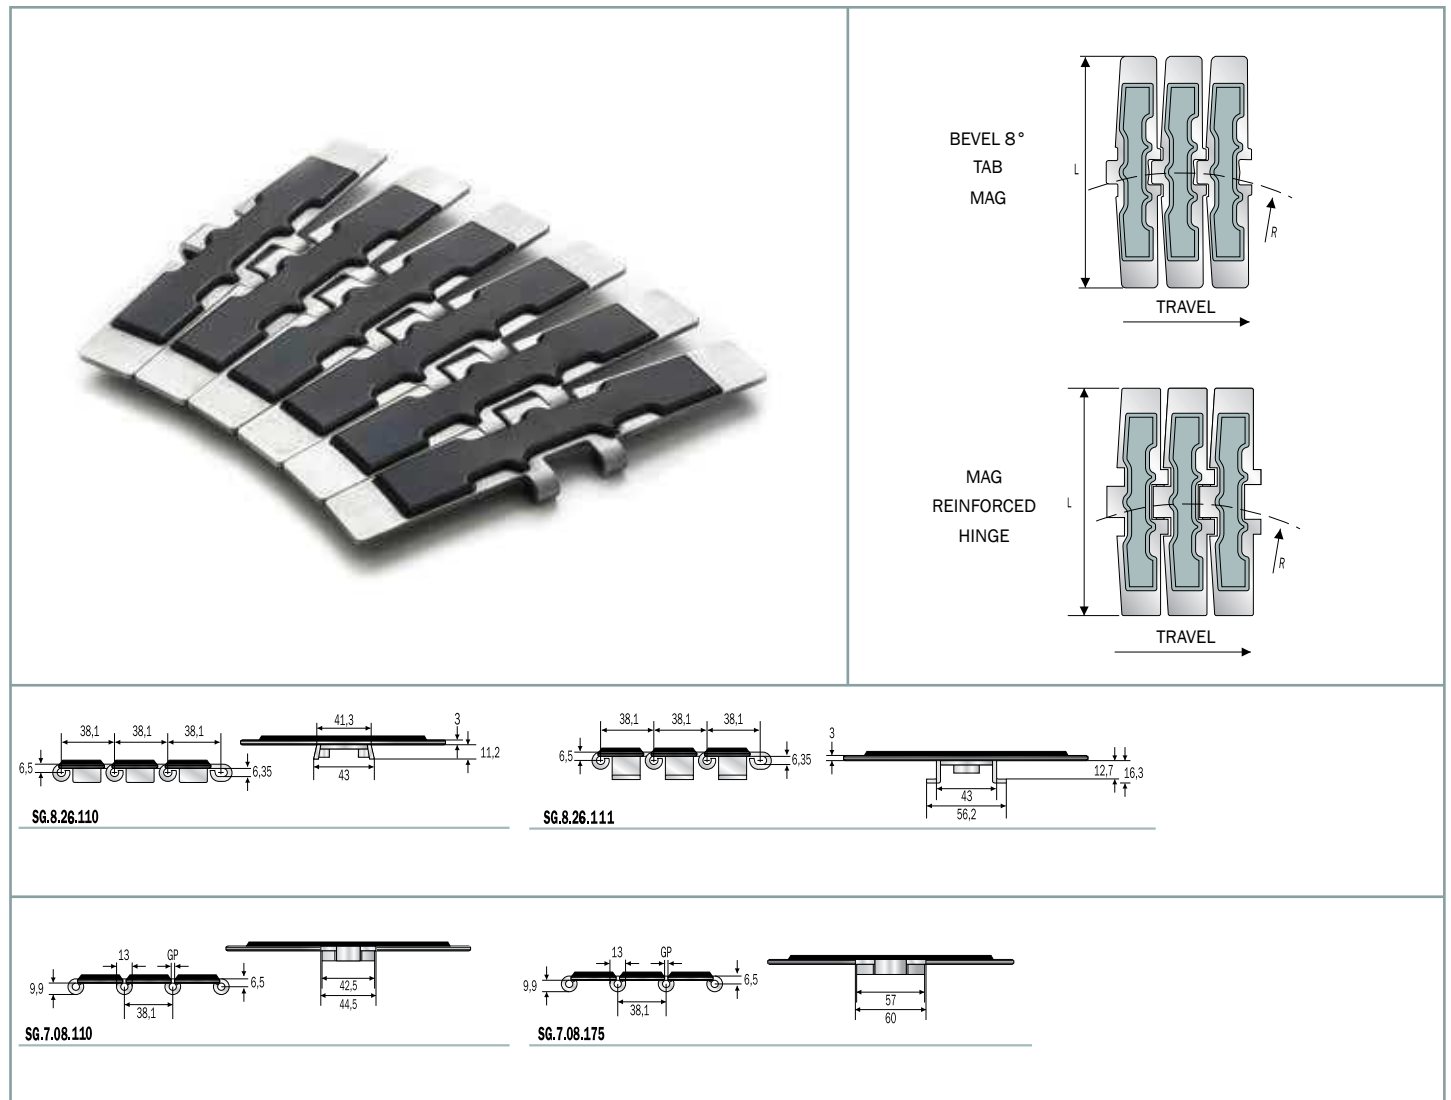 BEVEL 8°
TAB
MAG
L
R
TRAVEL
MAG
REINFORCED
HINGE
L
R
TRAVEL
38,1 38,1 38,1
6,5
6,35
41,3
3
11,2
43
SG.8.26.110
38,1 38,1 38,1
6,5
6,35
3
12,7
16,3
43
56,2
SG.8.26.111
13 GP
9,9
6,5
38,1
42,5
44,5
SG.7.08.110
13 GP
9,9
6,5
38,1
57
60
SG.7.08.175